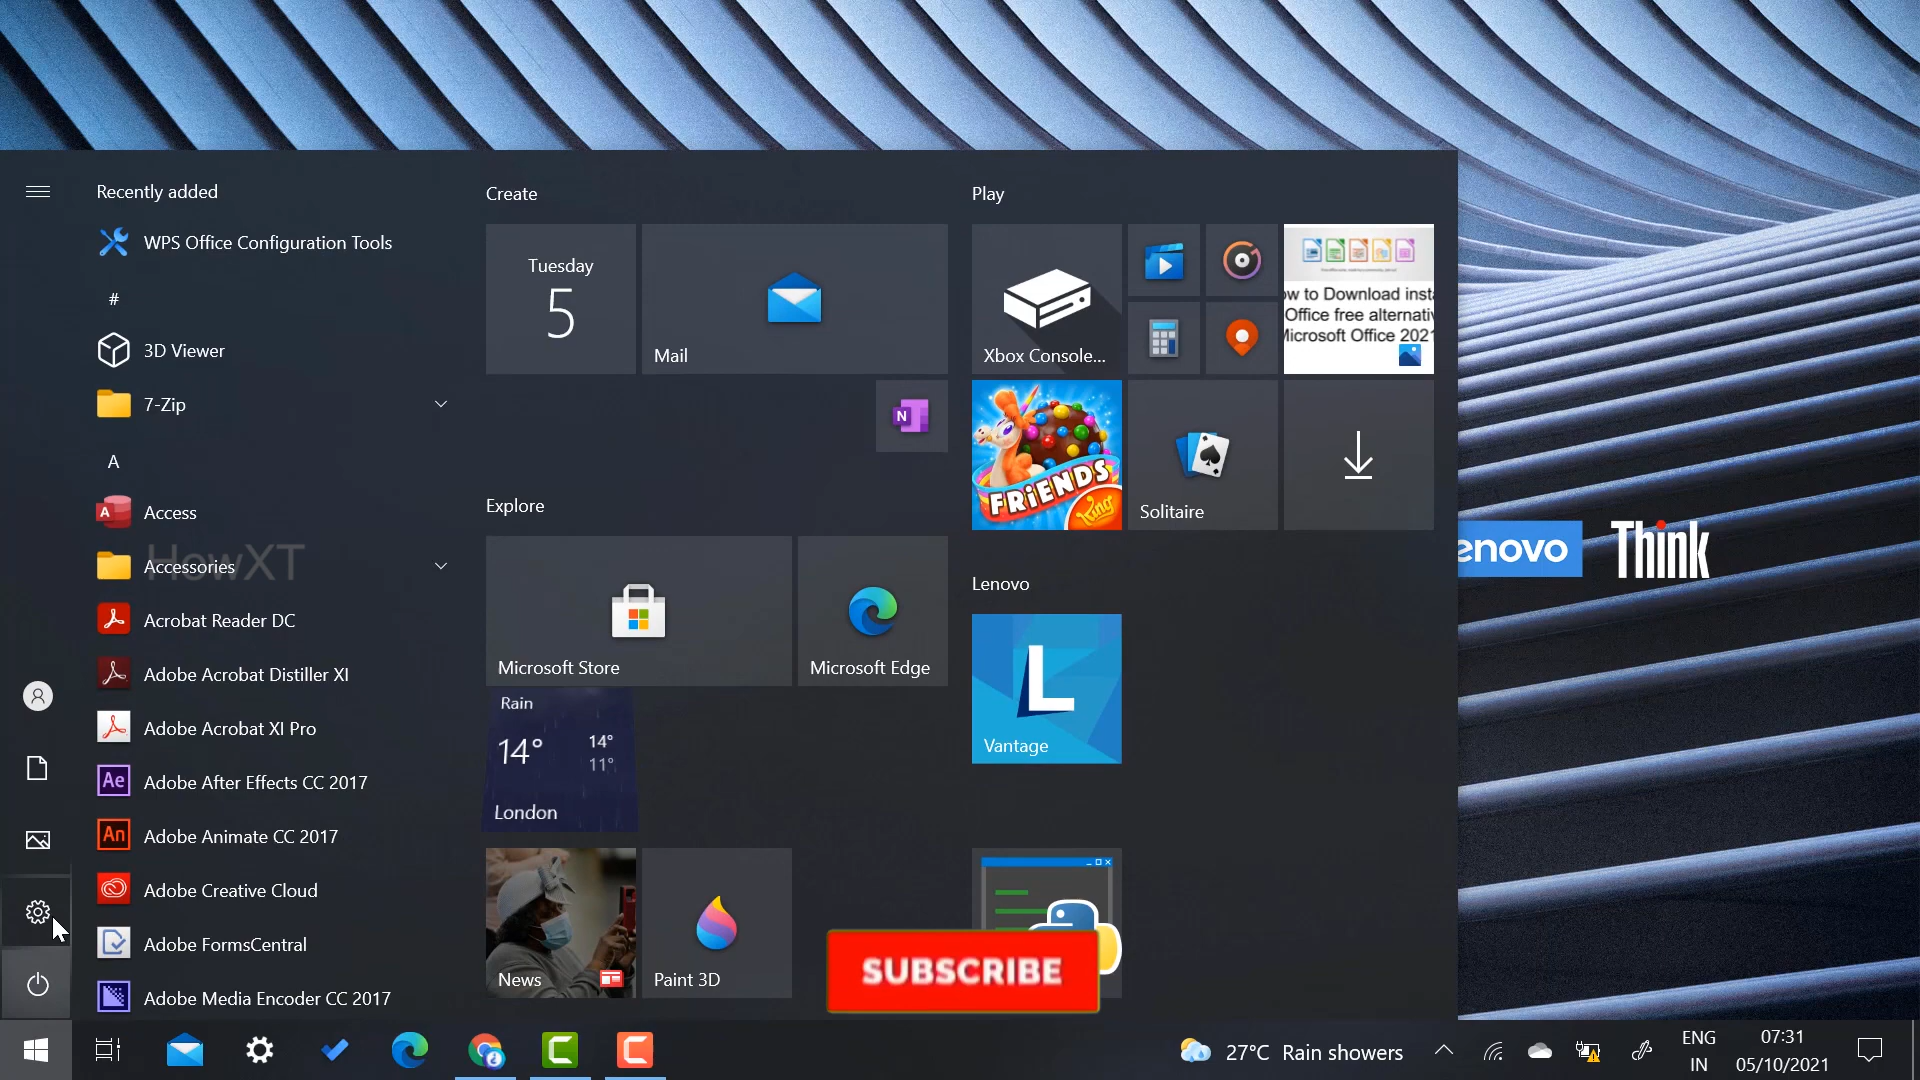 Recently added
WPS Office Configuration Tools
#
3D Viewer
7-Zip
A
Access
Accessories
HowXT
Acrobat Reader DC
Adobe Acrobat Distiller XI
Adobe Acrobat XI Pro
Ae
Adobe After Effects CC 2017
An
Adobe Animate CC 2017
Adobe Creative Cloud
Adobe FormsCentral
Adobe Media Encoder CC 2017
Create
Tuesday
5
Mail
N
Explore
Microsoft Store
Microsoft Edge
Rain
14°
14°
11°
London
News
Paint 3D
Play
Xbox Console...
ow to Download inst
Office free alternati
Microsoft Office 2021
FRiENDS
King
Solitaire
Lenovo
L
Vantage
SUBSCRIBE
enovo
Think
27°C Rain showers
ENG
IN
07:31
05/10/2021